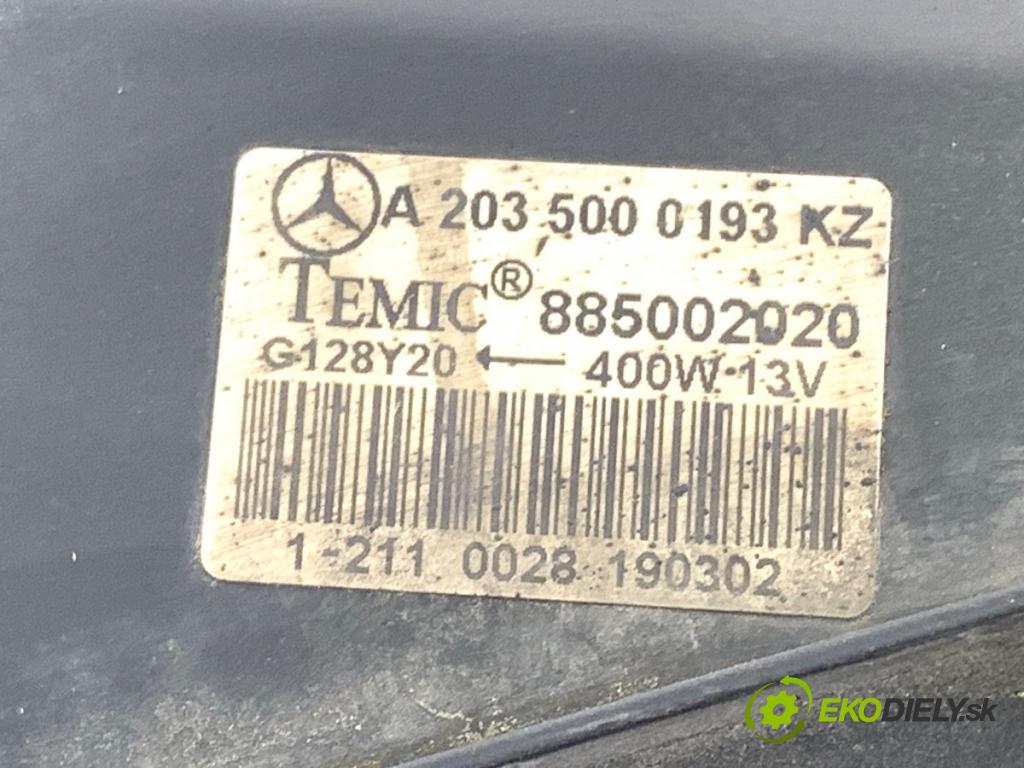 A 203 500 0193 KZ
TEMIC® 885002020
G128Y20 ← 400W 13V
1-211 0028 190302
EKODIELY.sk